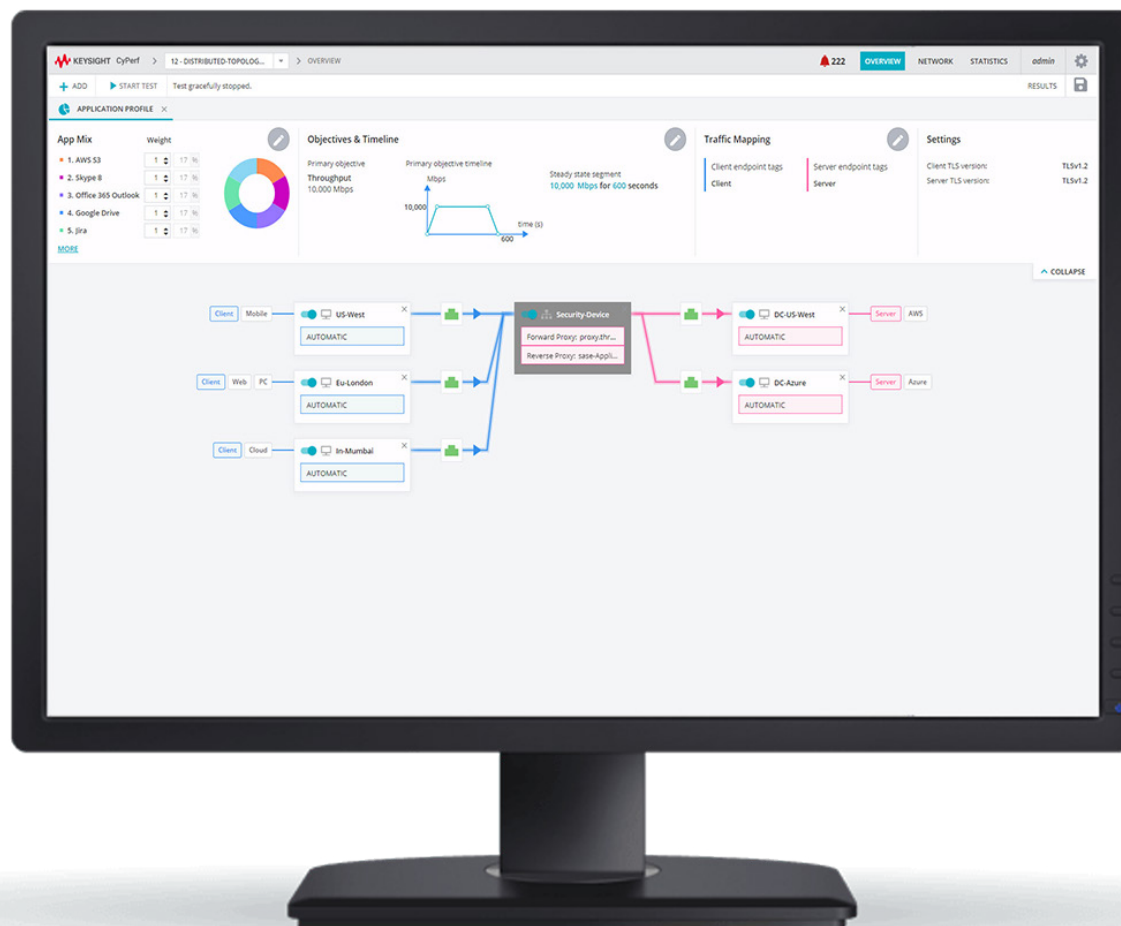 KEYSIGHT CyPerf > 12 - DISTRIBUTED-TOPOLOG... > OVERVIEW 222 OVERVIEW NETWORK STATISTICS admin
+ ADD START TEST Test gracefully stopped. RESULTS
APPLICATION PROFILE ×
App Mix Weight Objectives & Timeline Traffic Mapping Settings
1. AWS S3 1 17 %
2. Skype 8 1 17 %
3. Office 365 Outlook 1 17 %
4. Google Drive 1 17 %
5. Jira 1 17 %
MORE
Primary objective
Throughput
10.000 Mbps
Primary objective timeline
Mbps
10,000
time (s)
600
Steady state segment
10,000 Mbps for 600 seconds
Client endpoint tags
Client
Server endpoint tags
Server
Client TLS version: TLSv1.2
Server TLS version: TLSv1.2
COLLAPSE
Client Mobile US-West
AUTOMATIC
Client Web PC Eu-London
AUTOMATIC
Client Cloud In-Mumbai
AUTOMATIC
Security-Device
Forward Proxy: proxy.thr...
Reverse Proxy: sase-Appli...
DC-US-West Server AWS
AUTOMATIC
DC-Azure Server Azure
AUTOMATIC